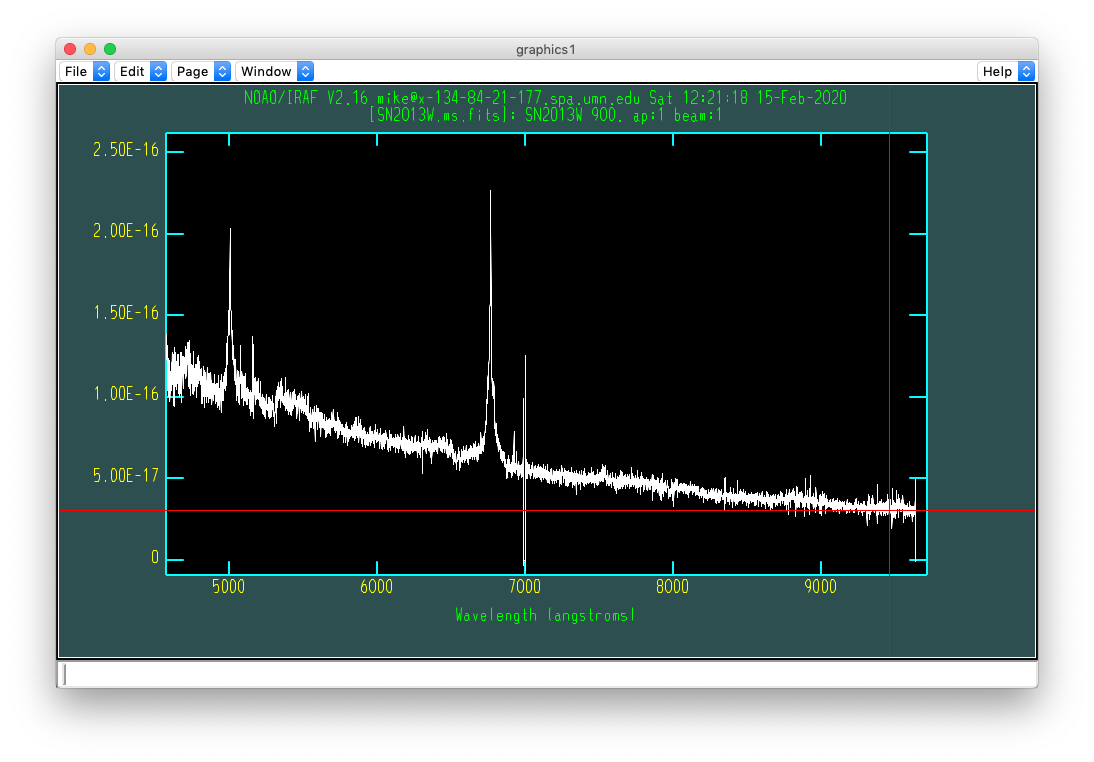 graphics1
File Edit Page Window Help
NOAO/IRAF V2.16 mike@x-134-84-21-177.spa.umn.edu Sat 12:21:18 15-Feb-2020
[SN2013W.ms.fits]: SN2013W 900. ap:1 beam:1
2.50E-16
2.00E-16
1.50E-16
1.00E-16
5.00E-17
0
5000 6000 7000 8000 9000
Wavelength (angstroms)